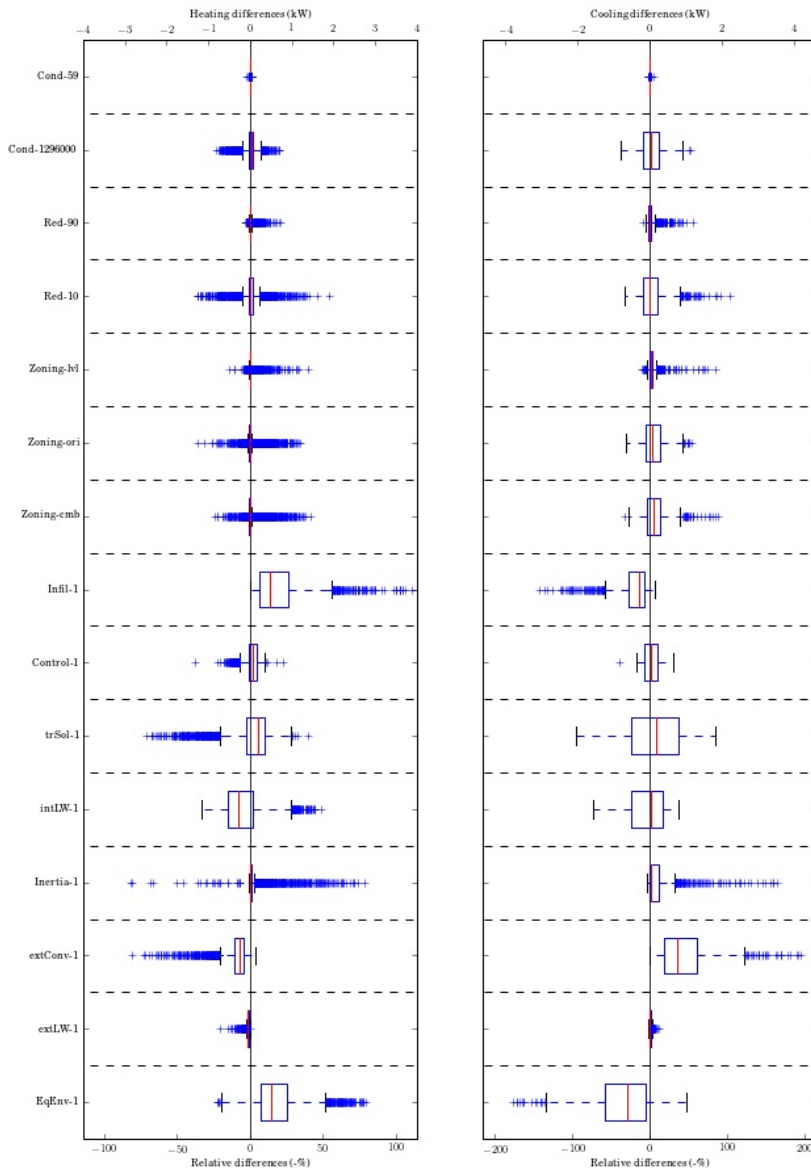 Heating differences (kW)
Cooling differences (kW)
−4 −3 −2 −1 0 1 2 3 4
−4 −2 0 2 4
Cond-59
Cond-1296000
Red-90
Red-10
Zoning-lvl
Zoning-ori
Zoning-cmb
Infil-1
Control-1
trSol-1
intLW-1
Inertia-1
extConv-1
extLW-1
EqEnv-1
−100 −50 0 50 100
−200 −100 0 100 200
Relative differences (-%)
Relative differences (-%)